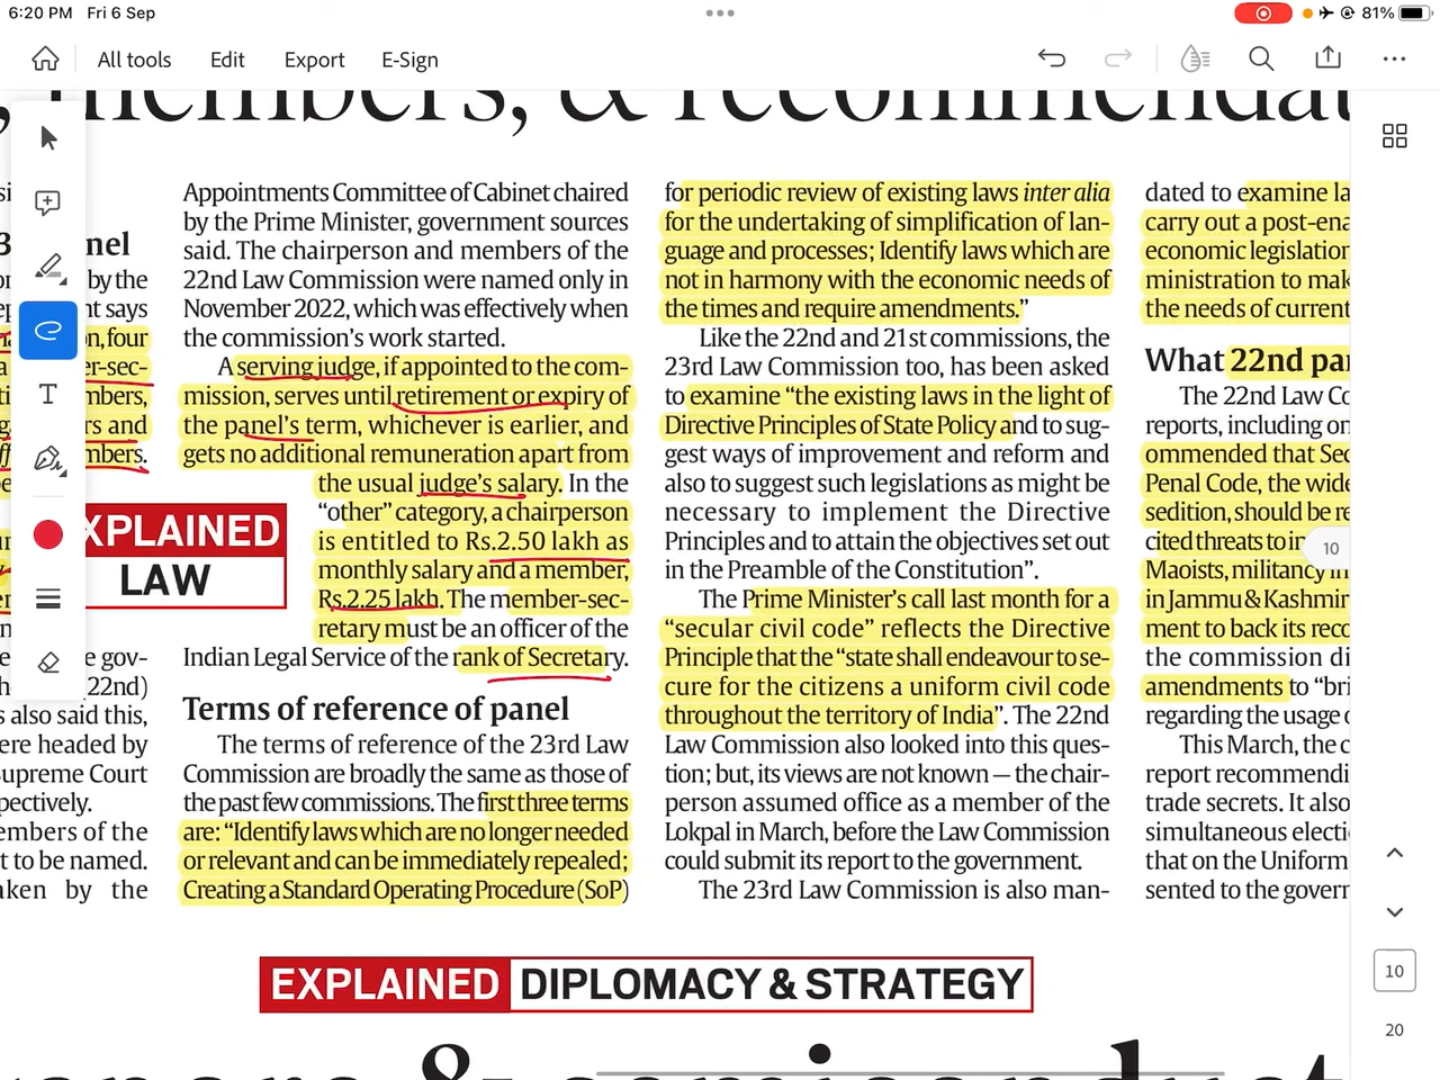 6:20 PM Fri 6 Sep
81%
All tools Edit Export E-Sign
members, & recommendat
nel
by the
t says
n, four
er-sec-
nbers,
rs and
mbers.
e gov-
22nd)
s also said this,
ere headed by
Supreme Court
pectively.
embers of the
t to be named.
aken by the
Appointments Committee of Cabinet chaired
by the Prime Minister, government sources
said. The chairperson and members of the
22nd Law Commission were named only in
November 2022, which was effectively when
the commission's work started.
A serving judge, if appointed to the com-
mission, serves until retirement or expiry of
the panel's term, whichever is earlier, and
gets no additional remuneration apart from
the usual judge's salary. In the
"other" category, a chairperson
is entitled to Rs.2.50 lakh as
monthly salary and a member,
Rs.2.25 lakh. The member-sec-
retary must be an officer of the
Indian Legal Service of the rank of Secretary.
XPLAINED
LAW
Terms of reference of panel
The terms of reference of the 23rd Law
Commission are broadly the same as those of
the past few commissions. The first three terms
are: "Identify laws which are no longer needed
or relevant and can be immediately repealed;
Creating a Standard Operating Procedure (SoP)
for periodic review of existing laws inter alia
for the undertaking of simplification of lan-
guage and processes; Identify laws which are
not in harmony with the economic needs of
the times and require amendments."
Like the 22nd and 21st commissions, the
23rd Law Commission too, has been asked
to examine "the existing laws in the light of
Directive Principles of State Policy and to sug-
gest ways of improvement and reform and
also to suggest such legislations as might be
necessary to implement the Directive
Principles and to attain the objectives set out
in the Preamble of the Constitution".
The Prime Minister's call last month for a
"secular civil code" reflects the Directive
Principle that the "state shall endeavour to se-
cure for the citizens a uniform civil code
throughout the territory of India". The 22nd
Law Commission also looked into this ques-
tion; but, its views are not known — the chair-
person assumed office as a member of the
Lokpal in March, before the Law Commission
could submit its report to the government.
The 23rd Law Commission is also man-
dated to examine la
carry out a post-ena
economic legislation
ministration to mak
the needs of current
What 22nd pa
The 22nd Law Co
reports, including on
ommended that Sec
Penal Code, the wide
sedition, should be re
cited threats to in
Maoists, militancy in
in Jammu & Kashmir
ment to back its reco
the commission di
amendments to "bri
regarding the usage
This March, the c
report recommendi
trade secrets. It also
simultaneous electi
that on the Uniform
sented to the govern
10
10
20
EXPLAINED DIPLOMACY & STRATEGY